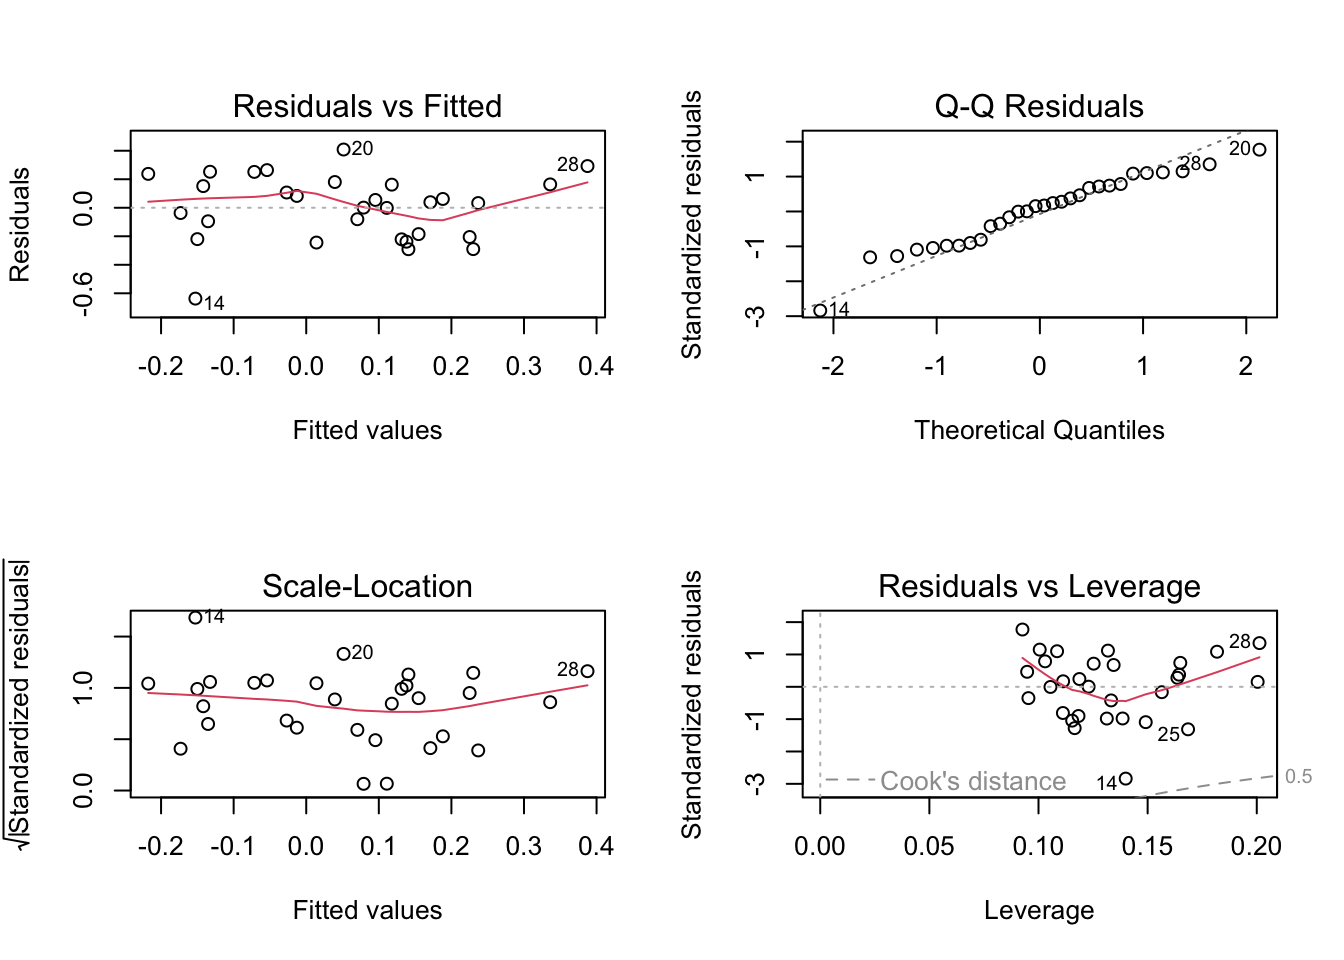 Residuals vs Fitted
Residuals
0.0
-0.6
20
28
14
-0.2 -0.1 0.0 0.1 0.2 0.3 0.4
Fitted values
Q-Q Residuals
Standardized residuals
1
-1
-3
28
20
14
-2 -1 0 1 2
Theoretical Quantiles
Scale-Location
√|Standardized residuals|
1.0
0.0
14
20
28
-0.2 -0.1 0.0 0.1 0.2 0.3 0.4
Fitted values
Residuals vs Leverage
Standardized residuals
1
-1
-3
28
25
14
Cook's distance
0.5
0.00 0.05 0.10 0.15 0.20
Leverage